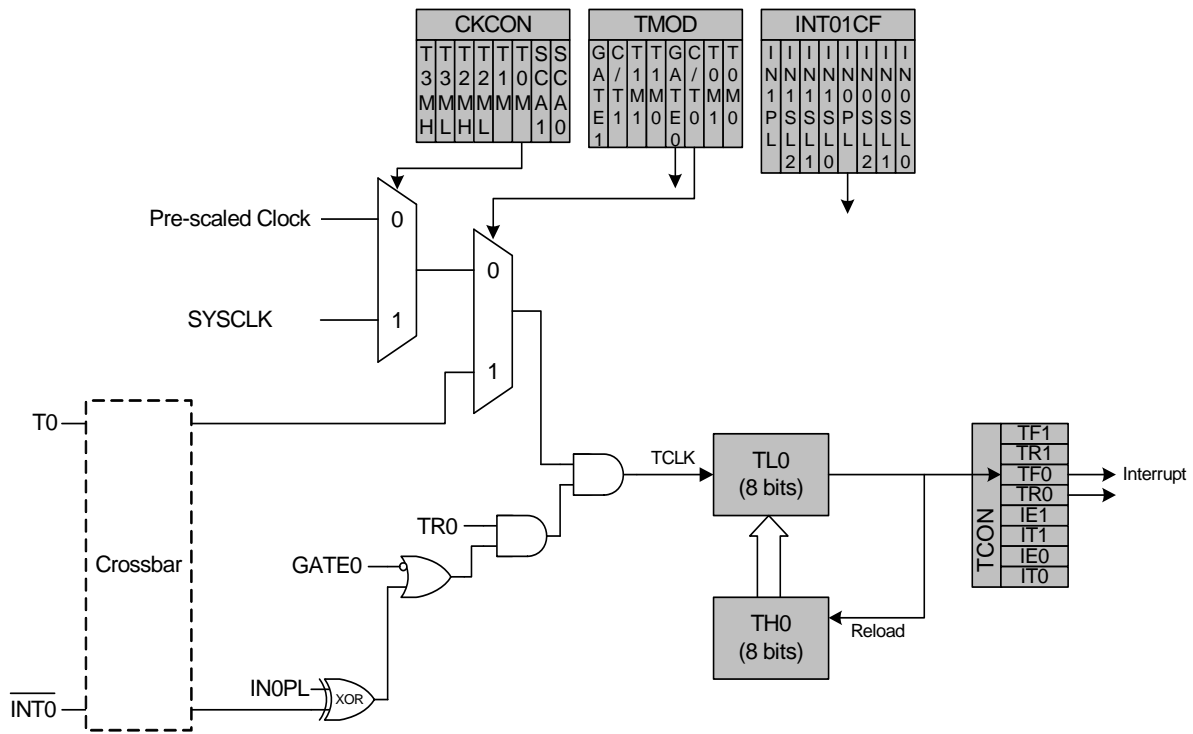 CKCON
T3MH
T3ML
T2MH
T2ML
T1M
T0M
SCA1
SCA0
TMOD
GATE1
C/T1
T1M1
T1M0
GATE0
C/T0
T0M1
T0M0
INT01CF
IN1PL
IN1SL2
IN1SL1
IN1SL0
IN0PL
IN0SL2
IN0SL1
IN0SL0
Pre-scaled Clock
0
SYSCLK
1
0
1
T0
Crossbar
TR0
GATE0
IN0PL
XOR
INT0
TCLK
TL0
(8 bits)
TH0
(8 bits)
Reload
TCON
TF1
TR1
TF0
TR0
IE1
IT1
IE0
IT0
Interrupt